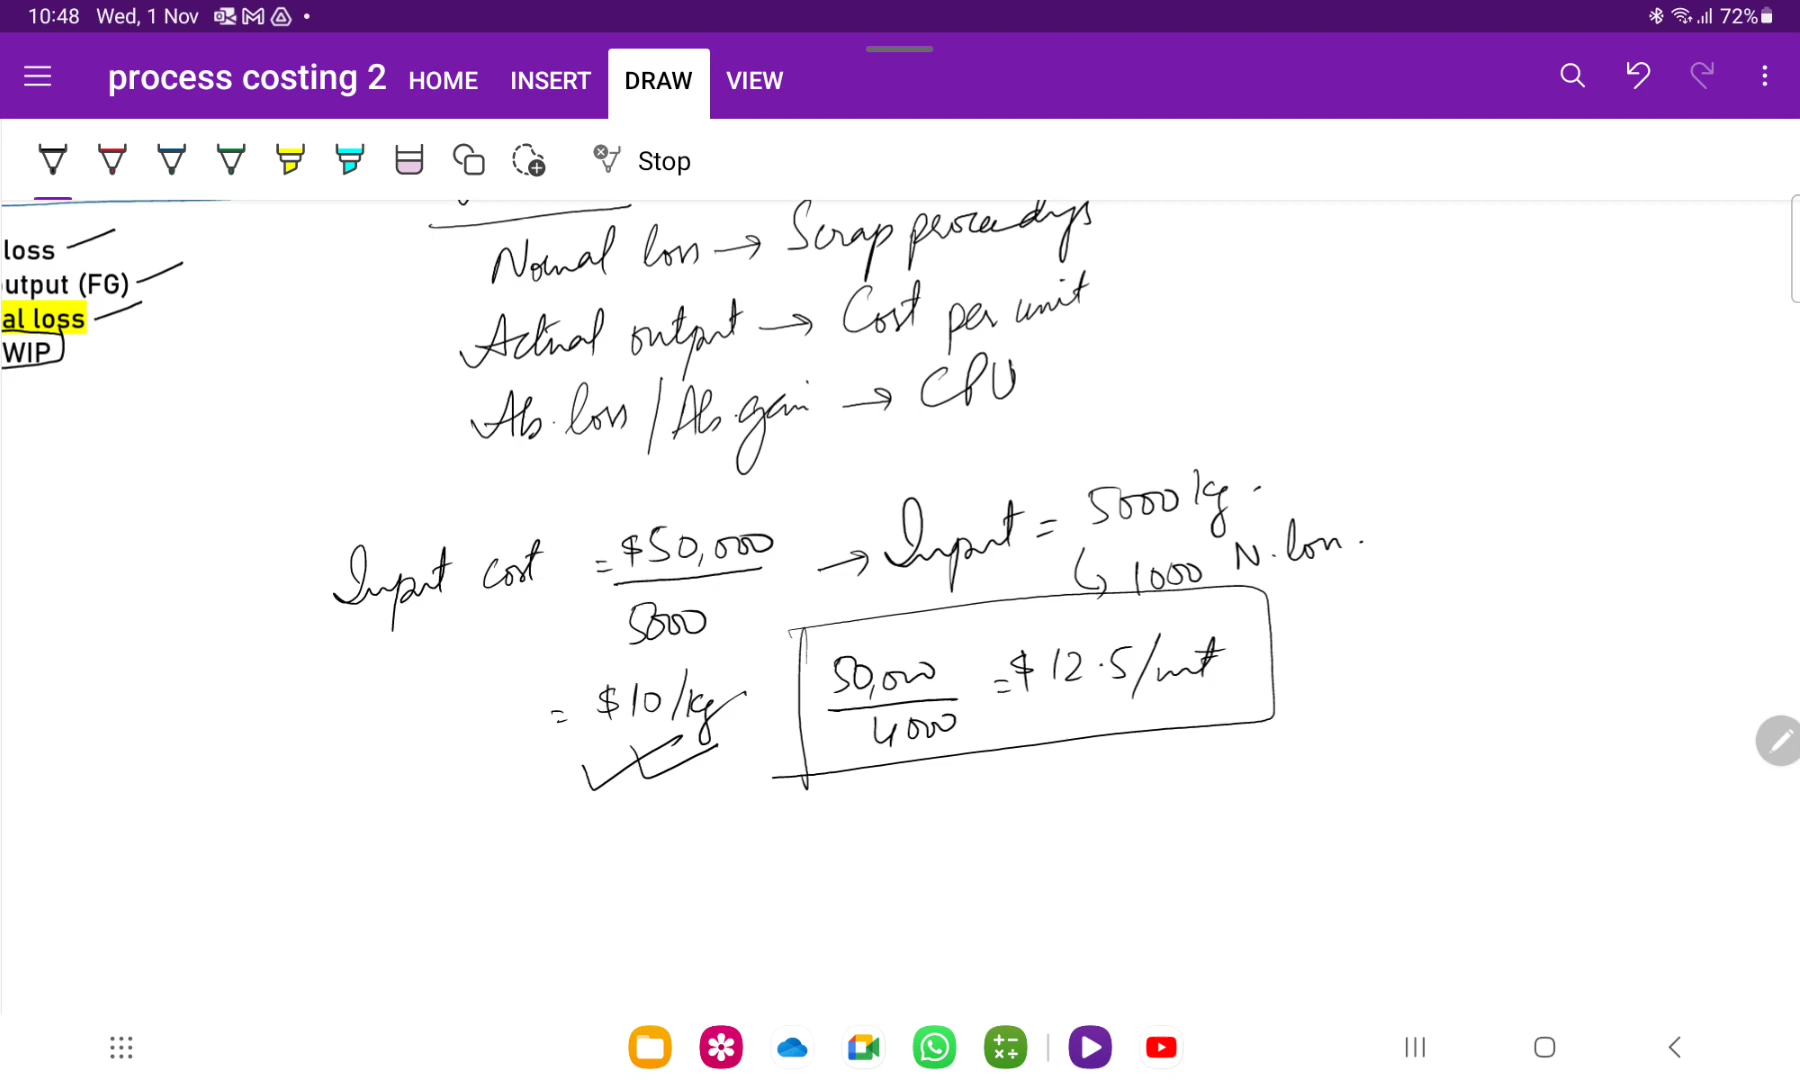 10:48 Wed, 1 Nov 72%
process costing 2 HOME INSERT DRAW VIEW
Stop
loss
utput (FG)
al loss
WIP
Normal loss → Scrap proceedings
Actual output → Cost per unit
Ab. loss / Ab. gain → CPU
Input cost = $50,000 → Input = 5000 kg.
5000 ↳ 1000 N. loss.
= $10/kg
50,000 = $12.5/unit
4000